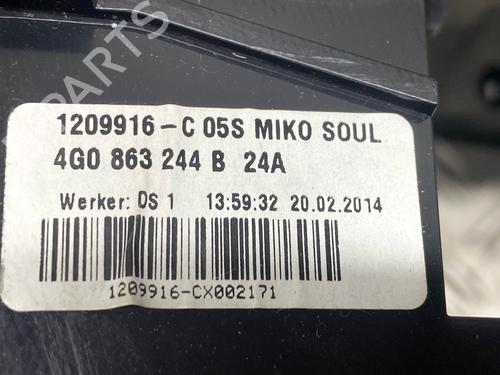 PARTS
1209916-C 05S MIKO SOUL
4G0 863 244 B 24A
Werker: DS 1 13:59:32 20.02.2014
1209916-CX002171